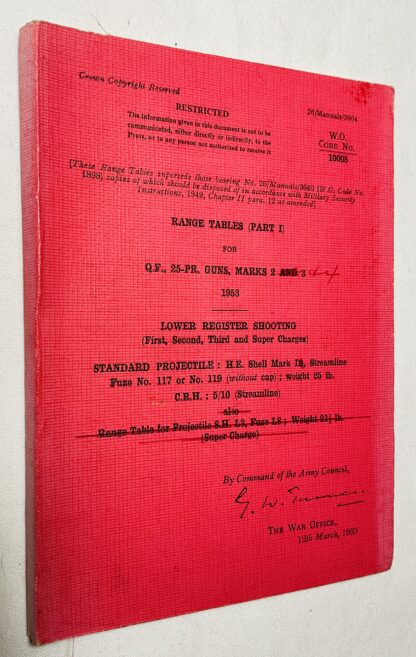 Crown Copyright Reserved
RESTRICTED
26/Manuals/3804
The information given in this document is not to be
communicated, either directly or indirectly, to the
Press, or to any person not authorized to receive it
W.O.
CODE No.
10005
[These Range Tables supersede those bearing No. 26/Manuals/3640 (W.O. Code No.
1808), copies of which should be disposed of in accordance with Military Security
Instructions, 1949, Chapter II para. 12 as amended]
RANGE TABLES (PART I)
FOR
Q.F., 25-PR. GUNS, MARKS 2 AND 3
1953
LOWER REGISTER SHOOTING
(First, Second, Third and Super Charges)
STANDARD PROJECTILE : H.E. Shell Mark Streamline
Fuze No. 117 or No. 119 (without cap) ; weight 25 lb.
C.R.H. : 5/10 (Streamline)
also
Range Table for Projectile S.H. L2, Fuze L8 ; Weight lb.
(Super Charge)
By Command of the Army Council,
THE WAR OFFICE,
12th March, 1953